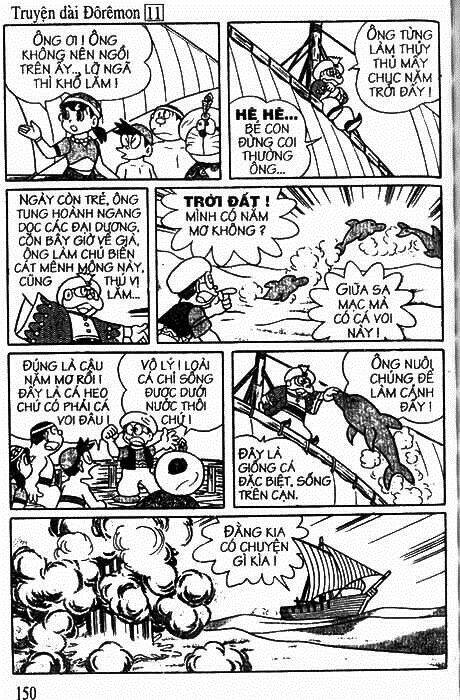 Truyện dài Đôrêmon 11
ÔNG ƠI ! ÔNG
KHÔNG NÊN NGỒI
TRÊN ẤY... LỠ NGÃ
THÌ KHỔ LẮM !
ÔNG TỪNG
LÀM THỦY
THỦ MẤY
CHỤC NĂM
TRỜI ĐẤY !
HÊ HÊ...
BÉ CON
ĐỪNG COI
THƯỜNG
ÔNG...
NGÀY CÒN TRẺ, ÔNG
TUNG HOÀNH NGANG
DỌC CÁC ĐẠI DƯƠNG.
CÒN BÂY GIỜ VỀ GIÀ,
ÔNG LÀM CHÚ BIỂN
CÁT MÊNH MÔNG NÀY,
CŨNG THÚ VỊ
LẮM...
TRỜI ĐẤT !
MÌNH CÓ NẰM
MƠ KHÔNG ?
GIỮA SA
MẠC MÀ
CÓ CÁ VOI
NÀY !
ĐÚNG LÀ CẬU
NẰM MƠ RỒI !
ĐÂY LÀ CÁ HEO
CHỨ CÓ PHẢI CÁ
VOI ĐÂU !
VÔ LÝ ! LOÀI
CÁ CHỈ SỐNG
ĐƯỢC DƯỚI
NƯỚC THÔI
CHỨ !
ÔNG NUÔI
CHÚNG ĐỂ
LÀM CẢNH
ĐẤY !
ĐÂY LÀ
GIỐNG CÁ
ĐẶC BIỆT, SỐNG
TRÊN CẠN.
ĐẰNG KIA
CÓ CHUYỆN
GÌ KÌA !
150